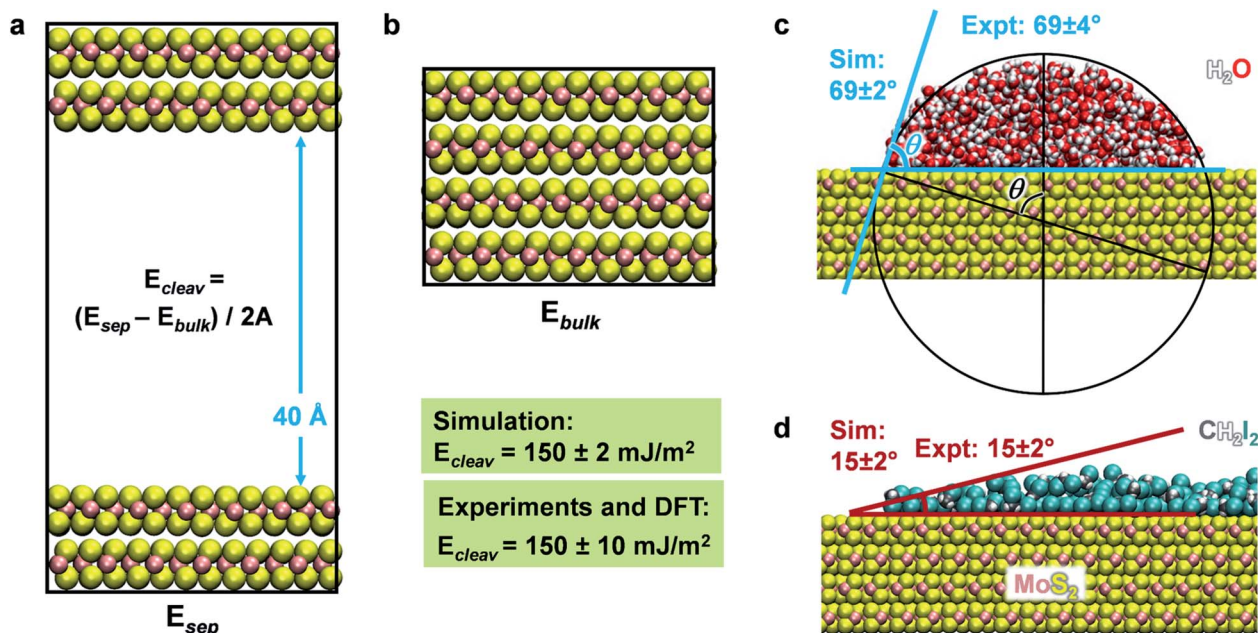 a
E_cleav =
(E_sep – E_bulk) / 2A
40 Å
E_sep
b
E_bulk
Simulation:
E_cleav = 150 ± 2 mJ/m²
Experiments and DFT:
E_cleav = 150 ± 10 mJ/m²
c
Expt: 69±4°
Sim:
69±2°
H₂O
θ
θ
d
Sim:
15±2°
Expt: 15±2°
CH₂I₂
MoS₂